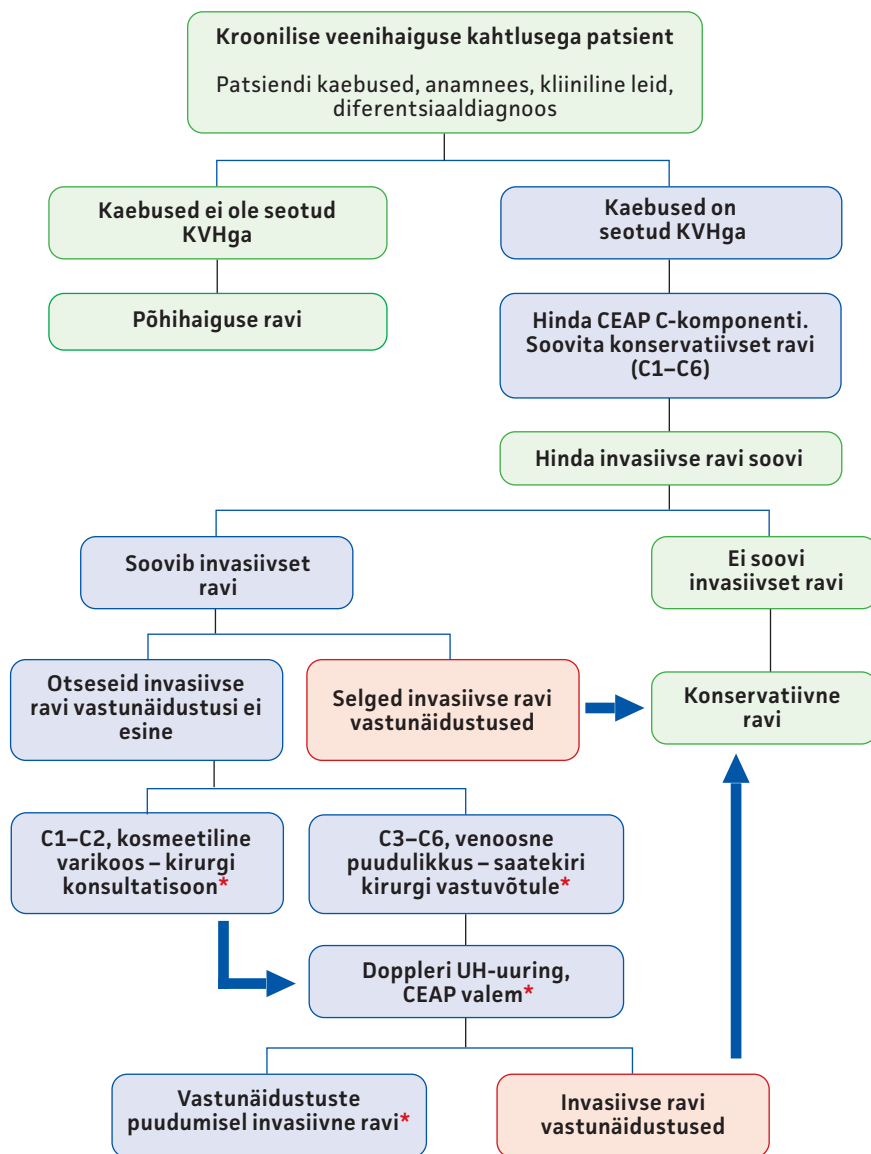 Kroonilise veenihaiguse kahtlusega patsient
Patsiendi kaebused, anamnees, kliiniline leid,
diferentsiaaldiagnoos
Kaebused ei ole seotud
KVHga
Kaebused on
seotud KVHga
Põhihaiguse ravi
Hinda CEAP C-komponenti.
Soovita konservatiivset ravi
(C1–C6)
Hinda invasiivse ravi soovi
Soovib invasiivset
ravi
Ei soovi
invasiivset ravi
Otseseid invasiivse
ravi vastunäidustusi ei
esine
Selged invasiivse ravi
vastunäidustused
Konservatiivne
ravi
C1–C2, kosmeetiline
varikoos – kirurgi
konsultatisoon*
C3–C6, venoosne
puudulikkus – saatekiri
kirurgi vastuvõtule*
Doppleri UH-uuring,
CEAP valem*
Vastunäidustuste
puudumisel invasiivne ravi*
Invasiivse ravi
vastunäidustused